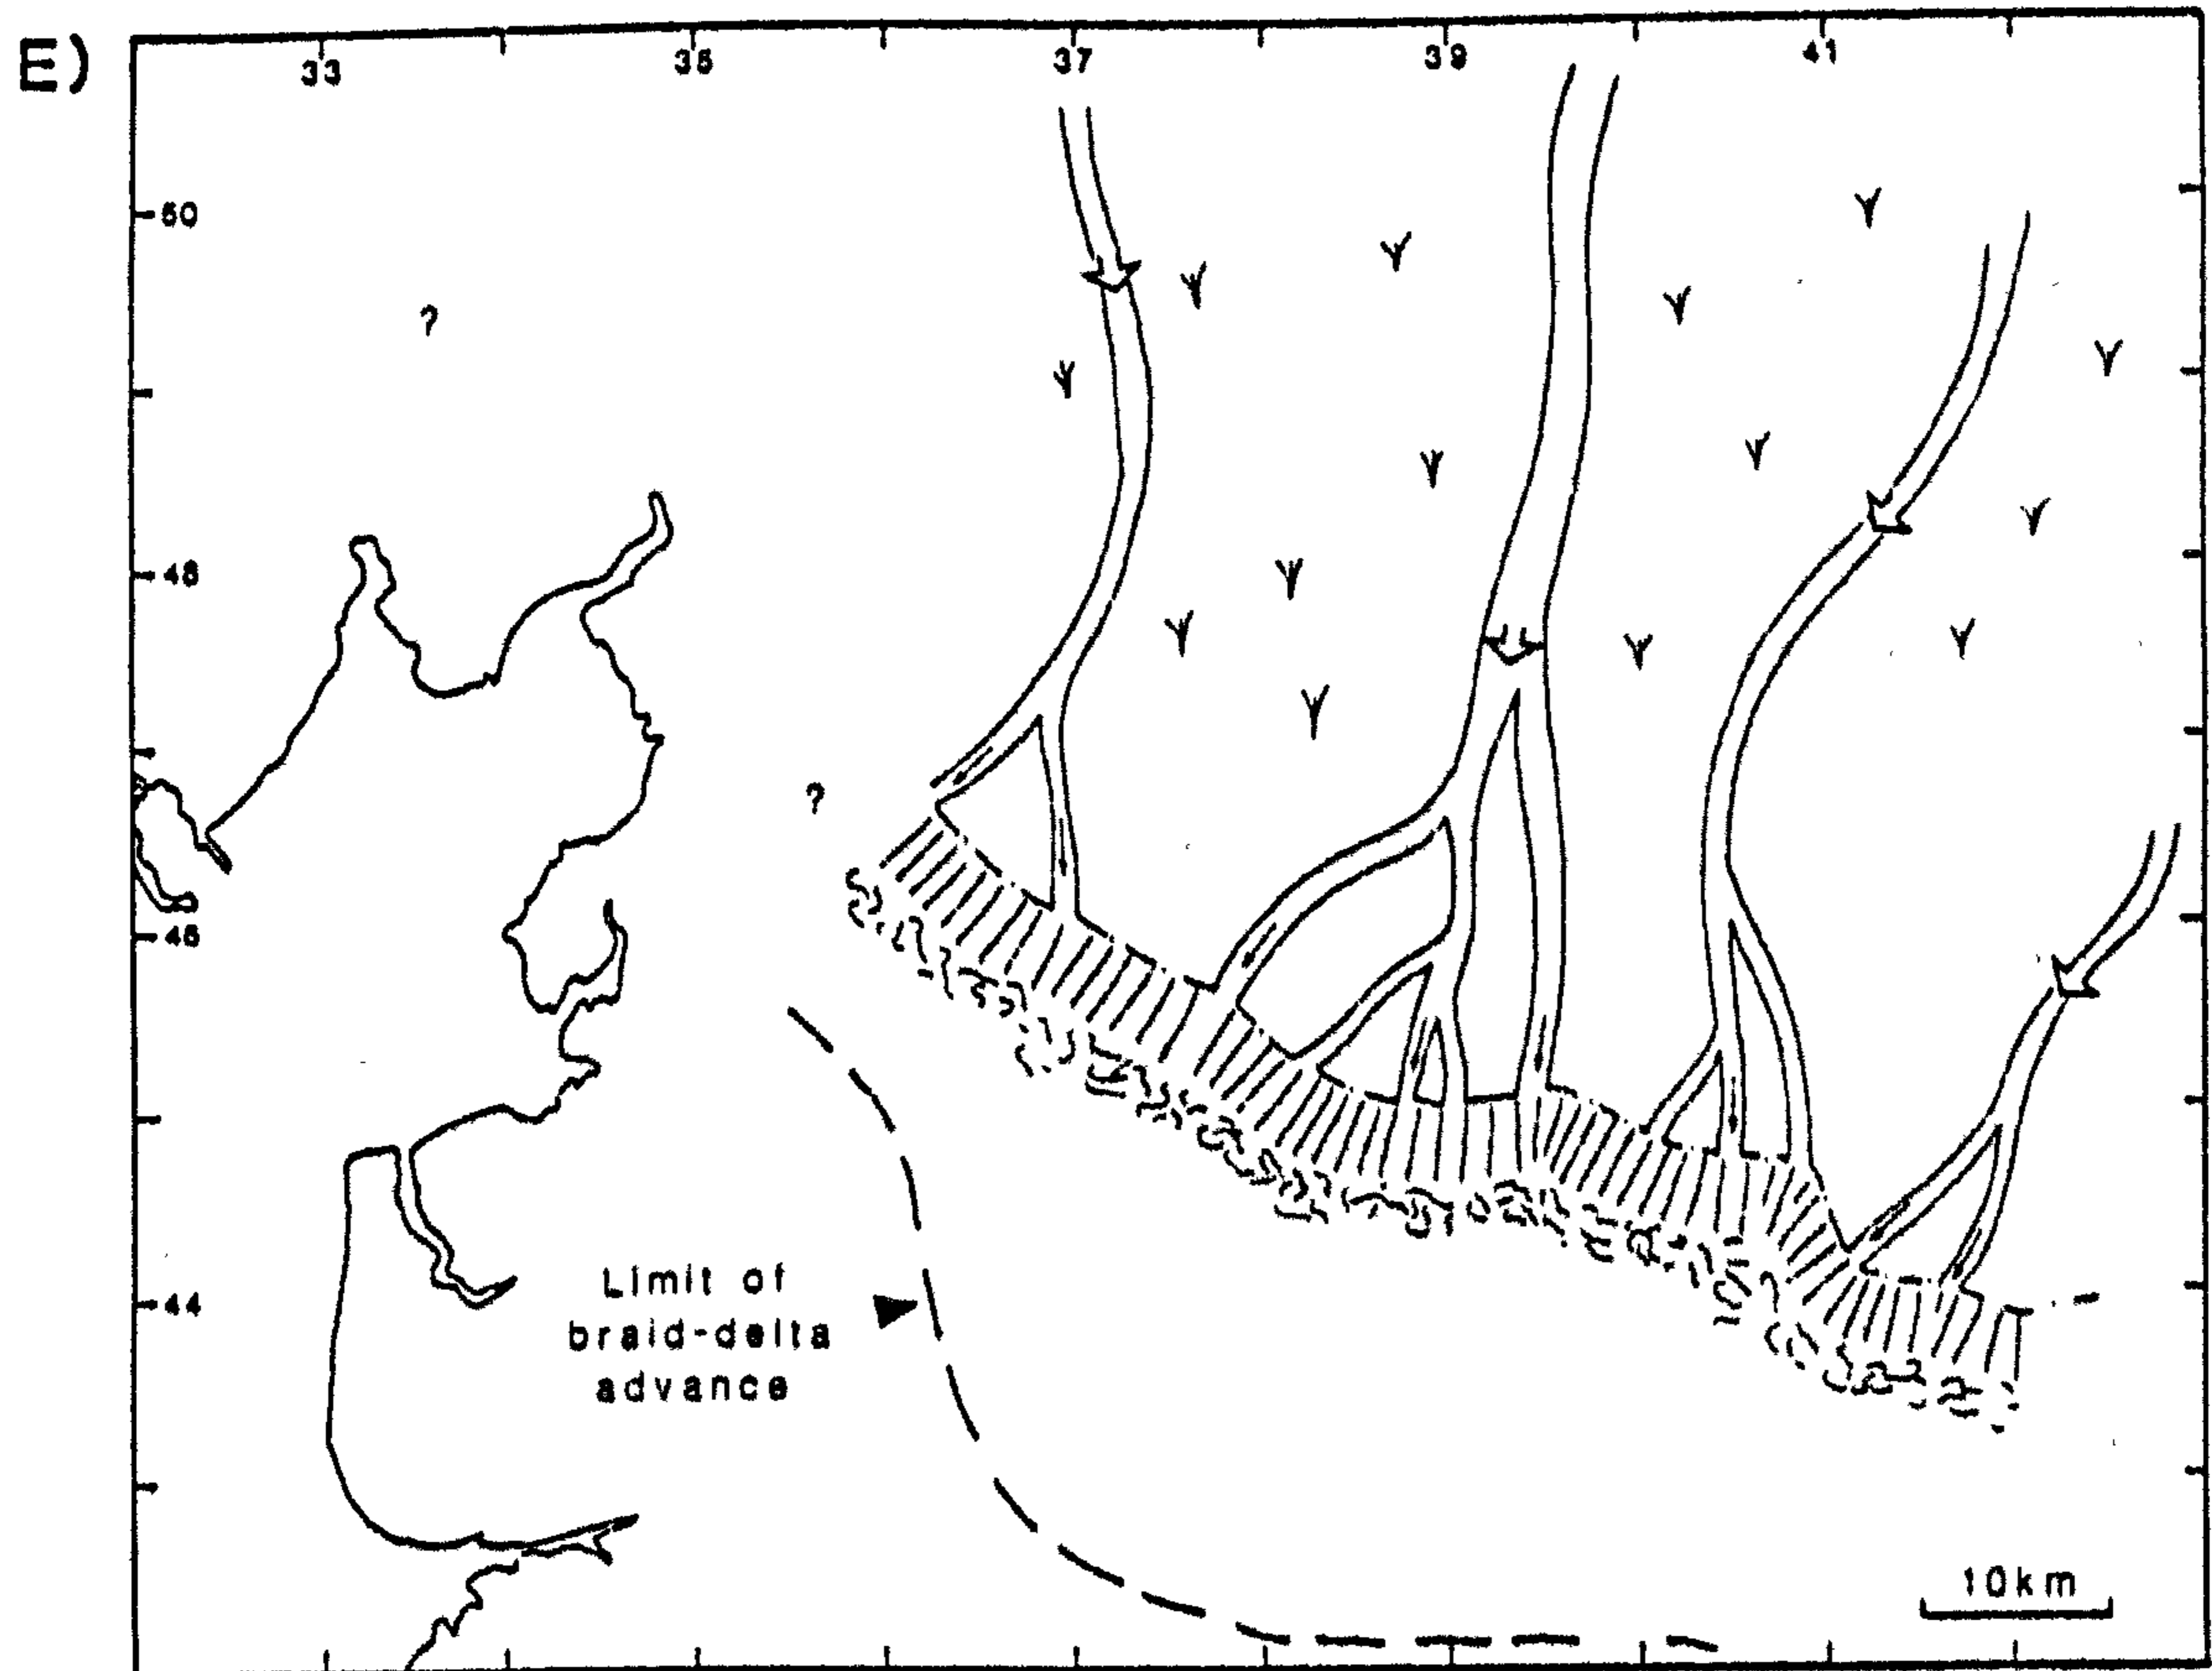 E)
33 35 37 39 41
50
?
48
?
46
44
Limit of
braid-delta
advance
10km